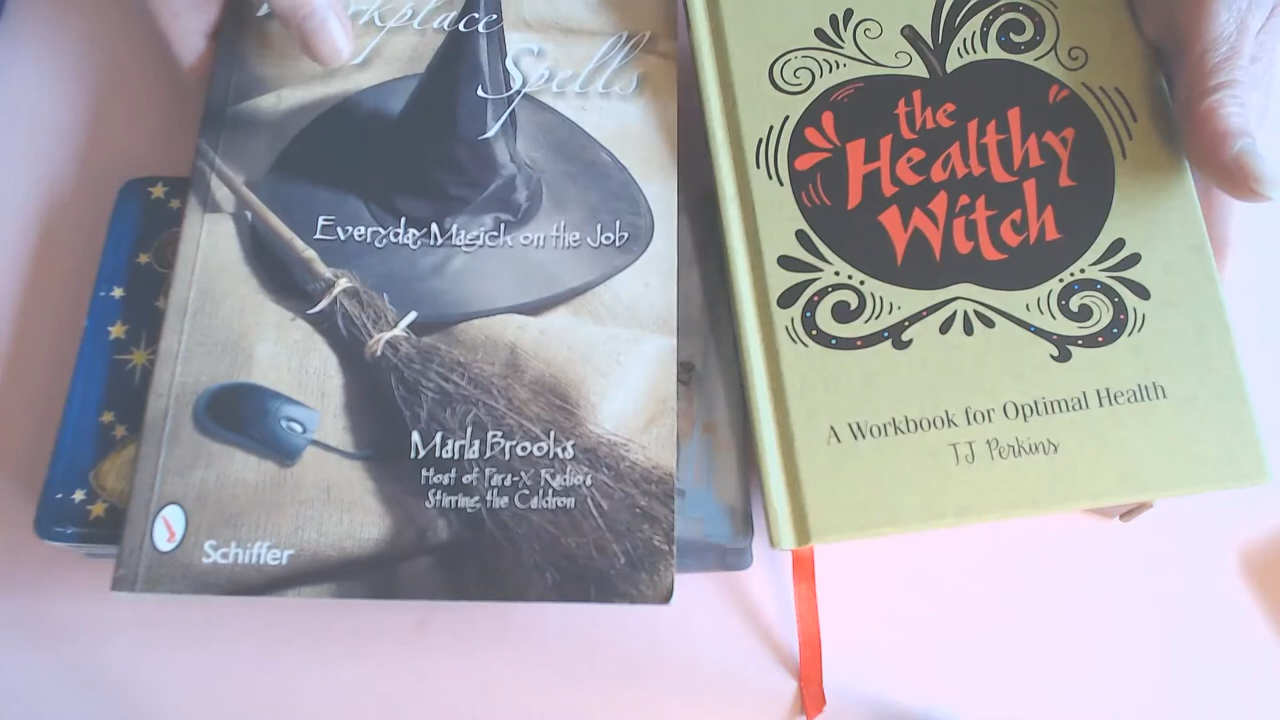 Workplace
Spells
Everyday Magick on the Job
Marla Brooks
Host of Para-X Radio's
Stirring the Caldron
Schiffer
the
Healthy
Witch
A Workbook for Optimal Health
TJ Perkins